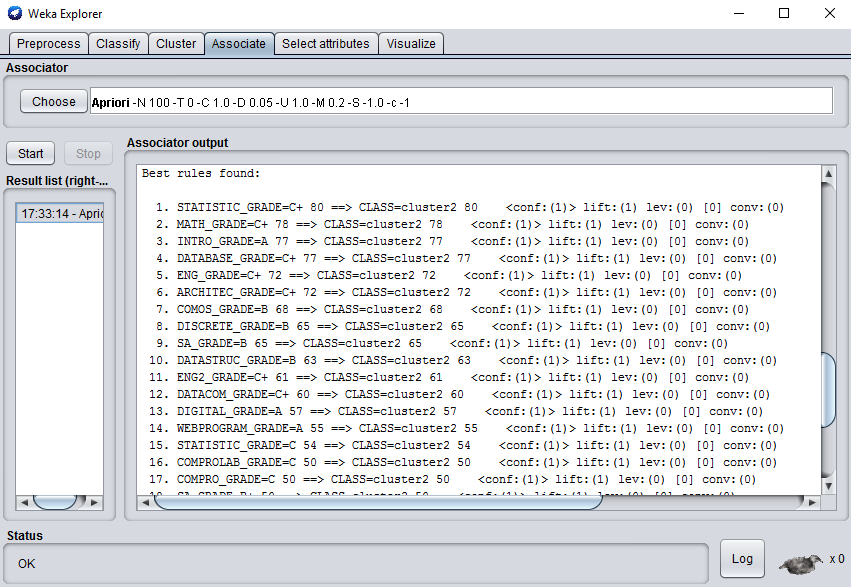 Weka Explorer
Preprocess Classify Cluster Associate Select attributes Visualize
Associator
Choose Apriori -N 100 -T 0 -C 1.0 -D 0.05 -U 1.0 -M 0.2 -S -1.0 -c -1
Start Stop
Result list (right-...
17:33:14 - Aprio
Associator output
Best rules found:
1. STATISTIC_GRADE=C+ 80 ==> CLASS=cluster2 80 <conf:(1)> lift:(1) lev:(0) [0] conv:(0)
2. MATH_GRADE=C+ 78 ==> CLASS=cluster2 78 <conf:(1)> lift:(1) lev:(0) [0] conv:(0)
3. INTRO_GRADE=A 77 ==> CLASS=cluster2 77 <conf:(1)> lift:(1) lev:(0) [0] conv:(0)
4. DATABASE_GRADE=C+ 77 ==> CLASS=cluster2 77 <conf:(1)> lift:(1) lev:(0) [0] conv:(0)
5. ENG_GRADE=C+ 72 ==> CLASS=cluster2 72 <conf:(1)> lift:(1) lev:(0) [0] conv:(0)
6. ARCHITEC_GRADE=C+ 72 ==> CLASS=cluster2 72 <conf:(1)> lift:(1) lev:(0) [0] conv:(0)
7. COMOS_GRADE=B 68 ==> CLASS=cluster2 68 <conf:(1)> lift:(1) lev:(0) [0] conv:(0)
8. DISCRETE_GRADE=B 65 ==> CLASS=cluster2 65 <conf:(1)> lift:(1) lev:(0) [0] conv:(0)
9. SA_GRADE=B 65 ==> CLASS=cluster2 65 <conf:(1)> lift:(1) lev:(0) [0] conv:(0)
10. DATASTRUC_GRADE=B 63 ==> CLASS=cluster2 63 <conf:(1)> lift:(1) lev:(0) [0] conv:(0)
11. ENG2_GRADE=C+ 61 ==> CLASS=cluster2 61 <conf:(1)> lift:(1) lev:(0) [0] conv:(0)
12. DATACOM_GRADE=C+ 60 ==> CLASS=cluster2 60 <conf:(1)> lift:(1) lev:(0) [0] conv:(0)
13. DIGITAL_GRADE=A 57 ==> CLASS=cluster2 57 <conf:(1)> lift:(1) lev:(0) [0] conv:(0)
14. WEBPROGRAM_GRADE=A 55 ==> CLASS=cluster2 55 <conf:(1)> lift:(1) lev:(0) [0] conv:(0)
15. STATISTIC_GRADE=C 54 ==> CLASS=cluster2 54 <conf:(1)> lift:(1) lev:(0) [0] conv:(0)
16. COMPROLAB_GRADE=C 50 ==> CLASS=cluster2 50 <conf:(1)> lift:(1) lev:(0) [0] conv:(0)
17. COMPRO_GRADE=C 50 ==> CLASS=cluster2 50 <conf:(1)> lift:(1) lev:(0) [0] conv:(0)
Status
OK
Log x 0